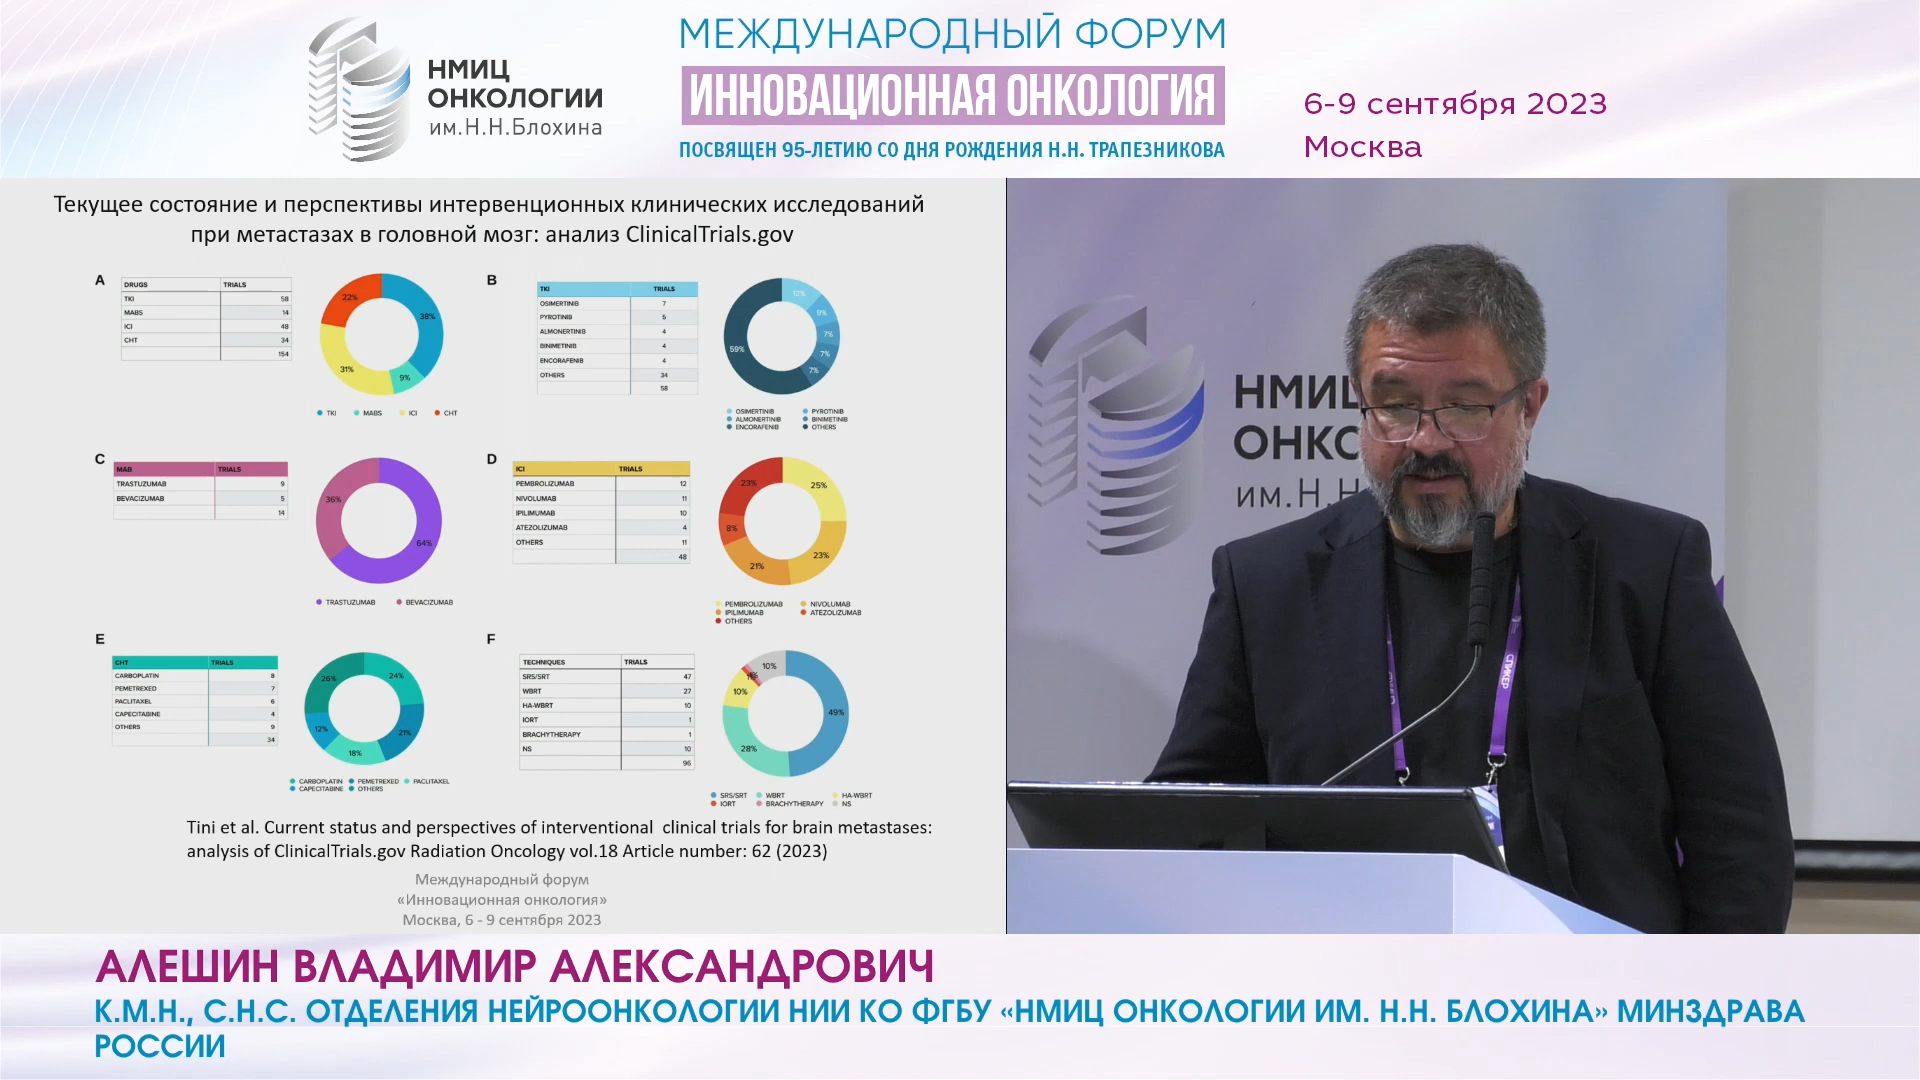 НМИЦ
ОНКОЛОГИИ
им.Н.Н.Блохина
МЕЖДУНАРОДНЫЙ ФОРУМ
ИННОВАЦИОННАЯ ОНКОЛОГИЯ
ПОСВЯЩЕН 95-ЛЕТИЮ СО ДНЯ РОЖДЕНИЯ Н.Н. ТРАПЕЗНИКОВА
6-9 сентября 2023
Москва
Текущее состояние и перспективы интервенционных клинических исследований
при метастазах в головной мозг: анализ ClinicalTrials.gov
A
DRUGS TRIALS
TKI 58
MABS 14
ICI 48
CHT 34
154
22%
38%
31%
9%
TKI MABS ICI CHT
B
TKI TRIALS
OSIMERTINIB 7
PYROTINIB 5
ALMONERTINIB 4
BINIMETINIB 4
ENCORAFENIB 4
OTHERS 34
58
12%
9%
7%
7%
7%
59%
OSIMERTINIB PYROTINIB
ALMONERTINIB BINIMETINIB
ENCORAFENIB OTHERS
C
MAB TRIALS
TRASTUZUMAB 9
BEVACIZUMAB 5
14
36%
64%
TRASTUZUMAB BEVACIZUMAB
D
ICI TRIALS
PEMBROLIZUMAB 12
NIVOLUMAB 11
IPILIMUMAB 10
ATEZOLIZUMAB 4
OTHERS 11
48
23%
25%
8%
23%
21%
PEMBROLIZUMAB NIVOLUMAB
IPILIMUMAB ATEZOLIZUMAB
OTHERS
E
CHT TRIALS
CARBOPLATIN 8
PEMETREXED 7
PACLITAXEL 6
CAPECITABINE 4
OTHERS 9
34
26%
24%
12%
21%
18%
CARBOPLATIN PEMETREXED PACLITAXEL
CAPECITABINE OTHERS
F
TECHNIQUES TRIALS
SRS/SRT 47
WBRT 27
HA-WBRT 10
IORT 1
BRACHYTHERAPY 1
NS 10
96
10%
10%
49%
28%
SRS/SRT WBRT HA-WBRT
IORT BRACHYTHERAPY NS
Tini et al. Current status and perspectives of interventional clinical trials for brain metastases:
analysis of ClinicalTrials.gov Radiation Oncology vol.18 Article number: 62 (2023)
Международный форум
«Инновационная онкология»
Москва, 6 - 9 сентября 2023
НМИЦ
ОНКО
им.Н.Н
СПИКЕР
АЛЕШИН ВЛАДИМИР АЛЕКСАНДРОВИЧ
К.М.Н., С.Н.С. ОТДЕЛЕНИЯ НЕЙРООНКОЛОГИИ НИИ КО ФГБУ «НМИЦ ОНКОЛОГИИ ИМ. Н.Н. БЛОХИНА» МИНЗДРАВА
РОССИИ